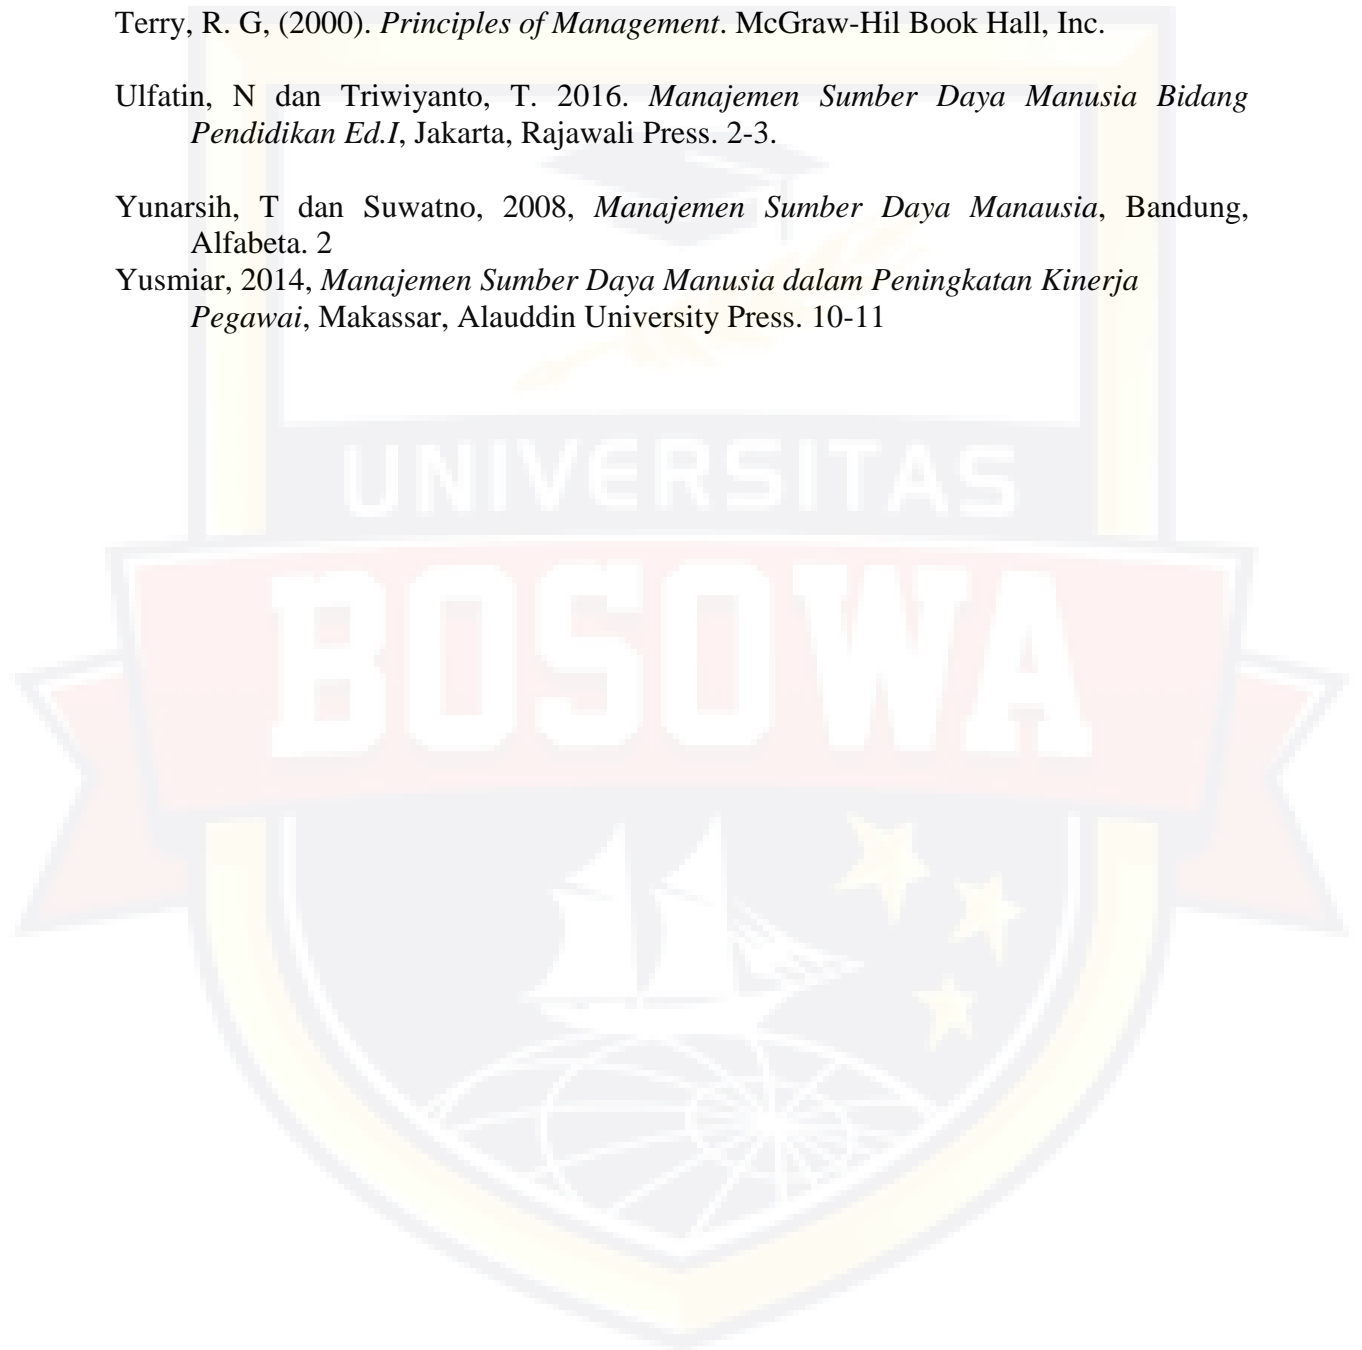 Terry, R. G, (2000). Principles of Management. McGraw-Hil Book Hall, Inc.
Ulfatin, N dan Triwiyanto, T. 2016. Manajemen Sumber Daya Manusia Bidang
Pendidikan Ed.I, Jakarta, Rajawali Press. 2-3.
Yunarsih, T dan Suwatno, 2008, Manajemen Sumber Daya Manausia, Bandung,
Alfabeta. 2
Yusmiar, 2014, Manajemen Sumber Daya Manusia dalam Peningkatan Kinerja
Pegawai, Makassar, Alauddin University Press. 10-11
UNIVERSITAS
BOSOWA